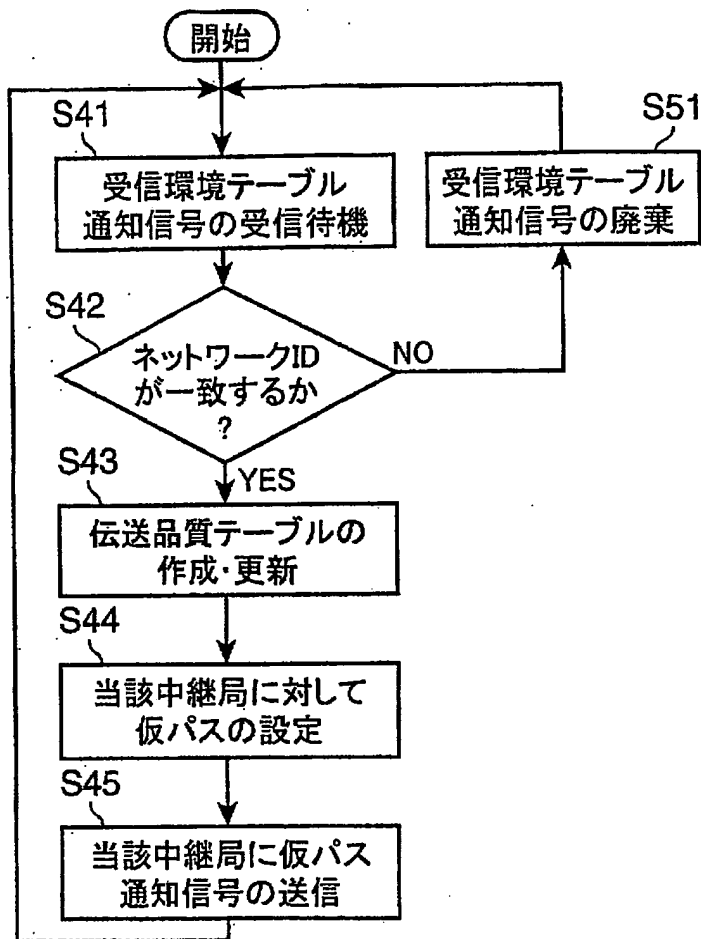 開始
S41
受信環境テーブル
通知信号の受信待機
S51
受信環境テーブル
通知信号の廃棄
S42
ネットワークID
が一致するか
?
NO
YES
S43
伝送品質テーブルの
作成・更新
S44
当該中継局に対して
仮パスの設定
S45
当該中継局に仮パス
通知信号の送信